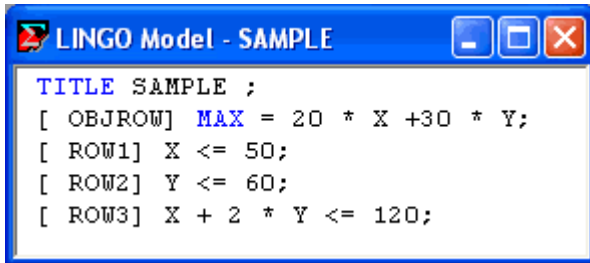 LINGO Model - SAMPLE
TITLE SAMPLE ;
[ OBJROW] MAX = 20 * X +30 * Y;
[ ROW1] X <= 50;
[ ROW2] Y <= 60;
[ ROW3] X + 2 * Y <= 120;